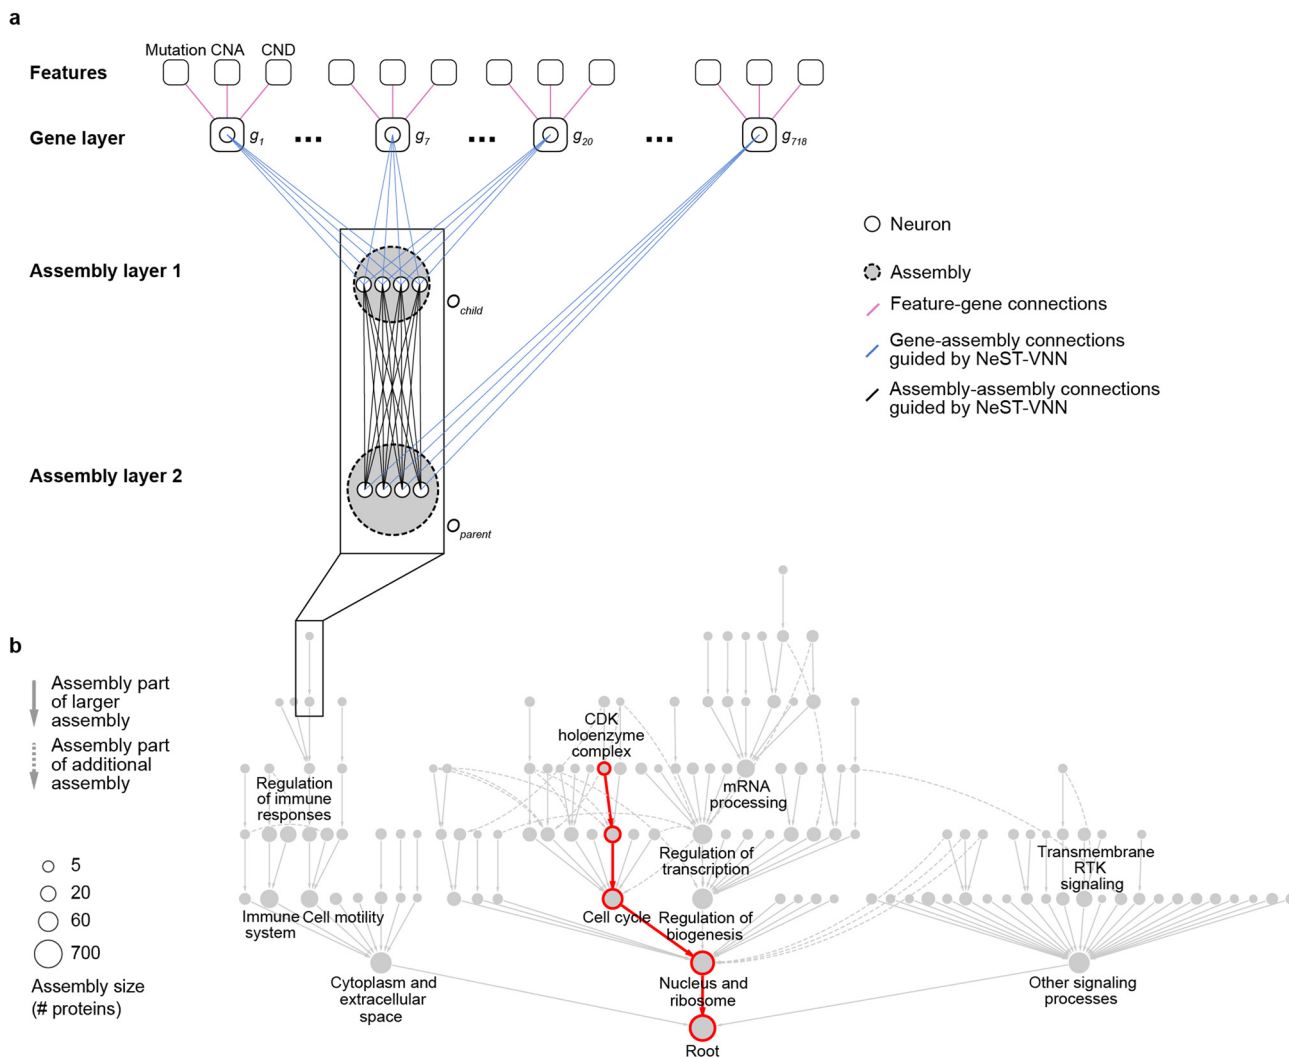 a
Mutation CNA CND
Features
Gene layer
g1 ... g7 ... g20 ... g718
Neuron
Assembly layer 1
Assembly
Ochild
Feature-gene connections
Gene-assembly connections
guided by NeST-VNN
Assembly-assembly connections
guided by NeST-VNN
Assembly layer 2
Oparent
b
Assembly part
of larger
assembly
Assembly part
of additional
assembly
CDK
holoenzyme
complex
Regulation
of immune
responses
mRNA
processing
Regulation of
transcription
Transmembrane
RTK
signaling
5
20
60
700
Assembly size
(# proteins)
Immune
system
Cell motility
Cell cycle
Regulation of
biogenesis
Cytoplasm and
extracellular
space
Nucleus and
ribosome
Other signaling
processes
Root